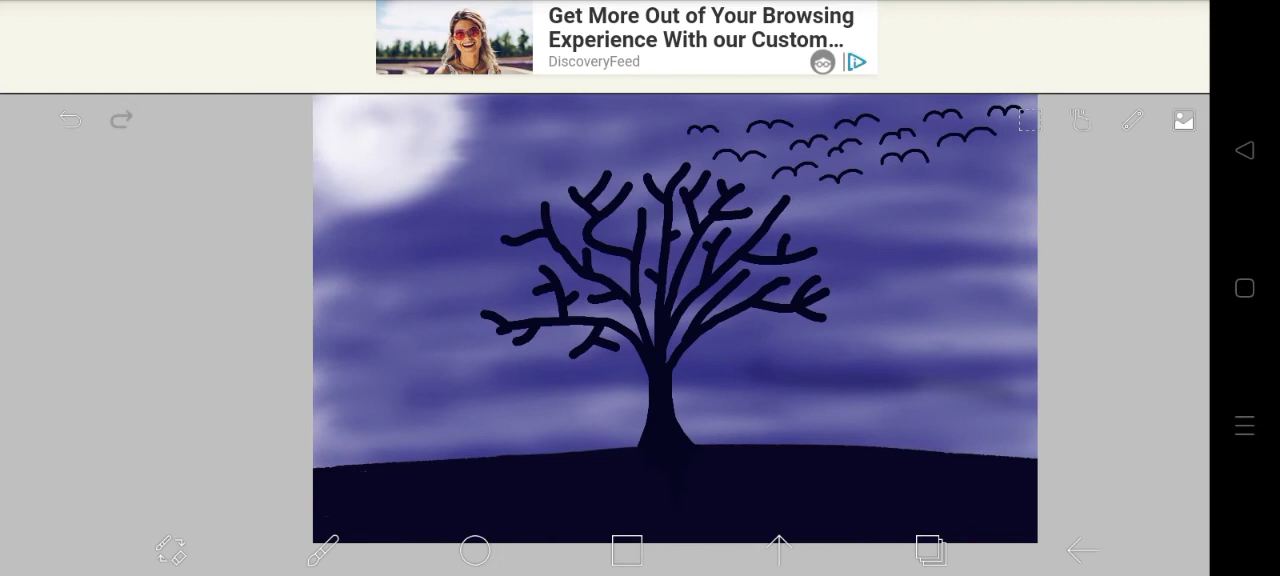 Get More Out of Your Browsing
Experience With our Custom...
DiscoveryFeed